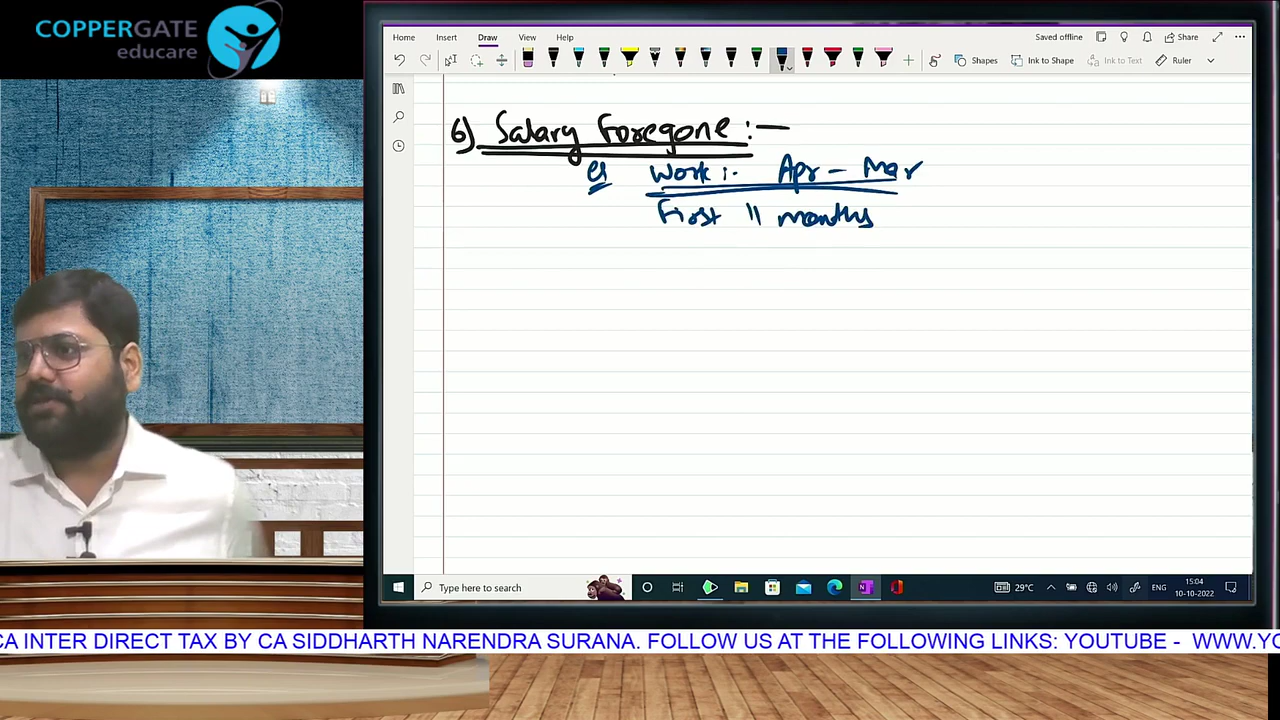 COPPERGATE
educare
Home Insert Draw View Help
Saved offline
Share
Shapes
Ink to Shape
Ink to Text
Ruler
6) Salary Foregone :-
eg Work :- Apr - Mar
First 11 months
Type here to search
29°C
ENG
15:04
10-10-2022
CA INTER DIRECT TAX BY CA SIDDHARTH NARENDRA SURANA. FOLLOW US AT THE FOLLOWING LINKS: YOUTUBE - WWW.YO